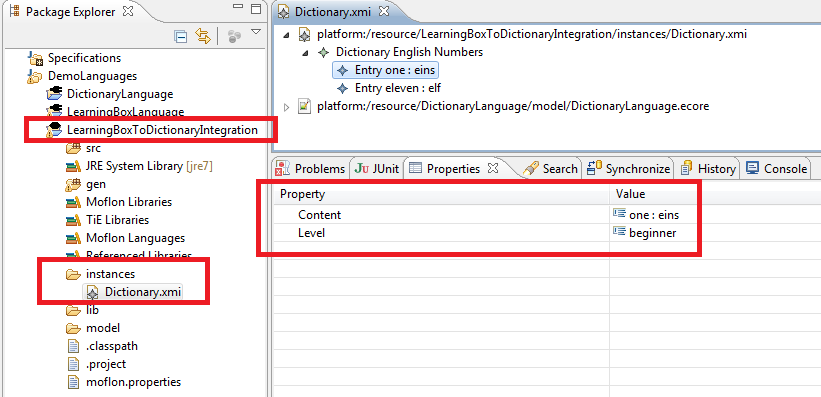 Package Explorer
Specifications
DemoLanguages
DictionaryLanguage
LearningBoxLanguage
LearningBoxToDictionaryIntegration
src
JRE System Library [jre7]
gen
Moflon Libraries
TiE Libraries
Moflon Languages
Referenced Libraries
instances
Dictionary.xmi
lib
model
.classpath
.project
moflon.properties
Dictionary.xmi
platform:/resource/LearningBoxToDictionaryIntegration/instances/Dictionary.xmi
Dictionary English Numbers
Entry one : eins
Entry eleven : elf
platform:/resource/DictionaryLanguage/model/DictionaryLanguage.ecore
Problems JUnit Properties Search Synchronize History Console
Property Value
Content one : eins
Level beginner